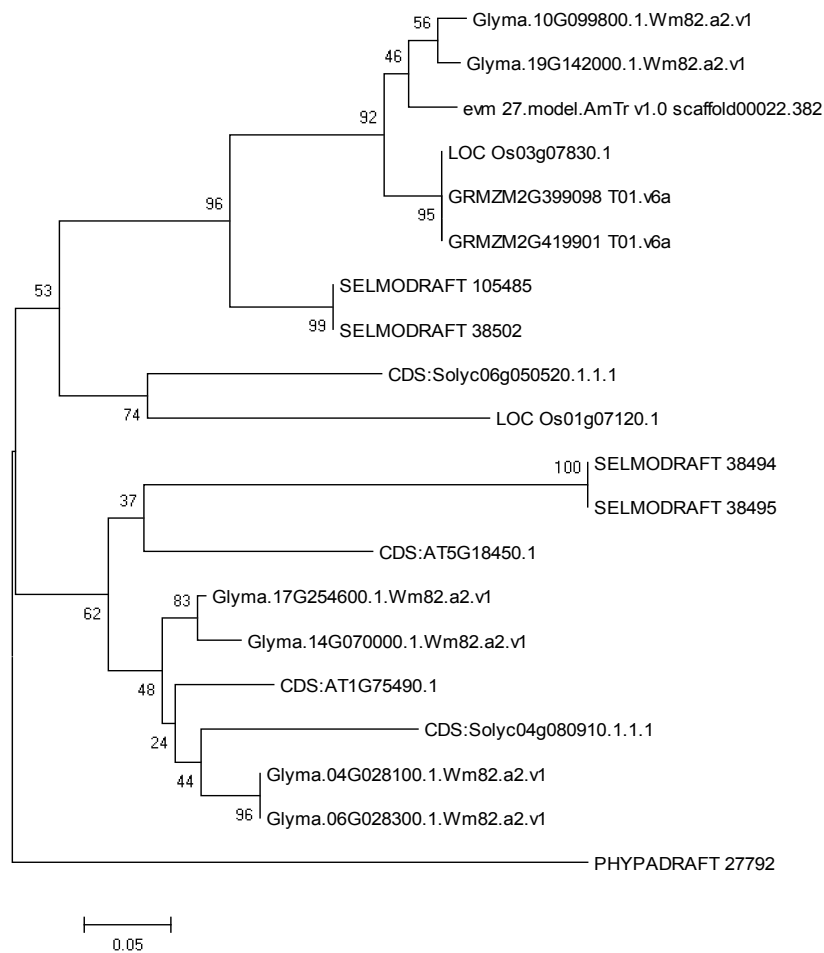 56
Glyma.10G099800.1.Wm82.a2.v1
46
Glyma.19G142000.1.Wm82.a2.v1
evm 27.model.AmTr v1.0 scaffold00022.382
92
LOC Os03g07830.1
96
GRMZM2G399098 T01.v6a
95
GRMZM2G419901 T01.v6a
53
SELMODRAFT 105485
99
SELMODRAFT 38502
CDS:Solyc06g050520.1.1.1
74
LOC Os01g07120.1
100
SELMODRAFT 38494
37
SELMODRAFT 38495
CDS:AT5G18450.1
62
83
Glyma.17G254600.1.Wm82.a2.v1
Glyma.14G070000.1.Wm82.a2.v1
48
CDS:AT1G75490.1
24
CDS:Solyc04g080910.1.1.1
44
Glyma.04G028100.1.Wm82.a2.v1
96
Glyma.06G028300.1.Wm82.a2.v1
PHYPADRAFT 27792
0.05